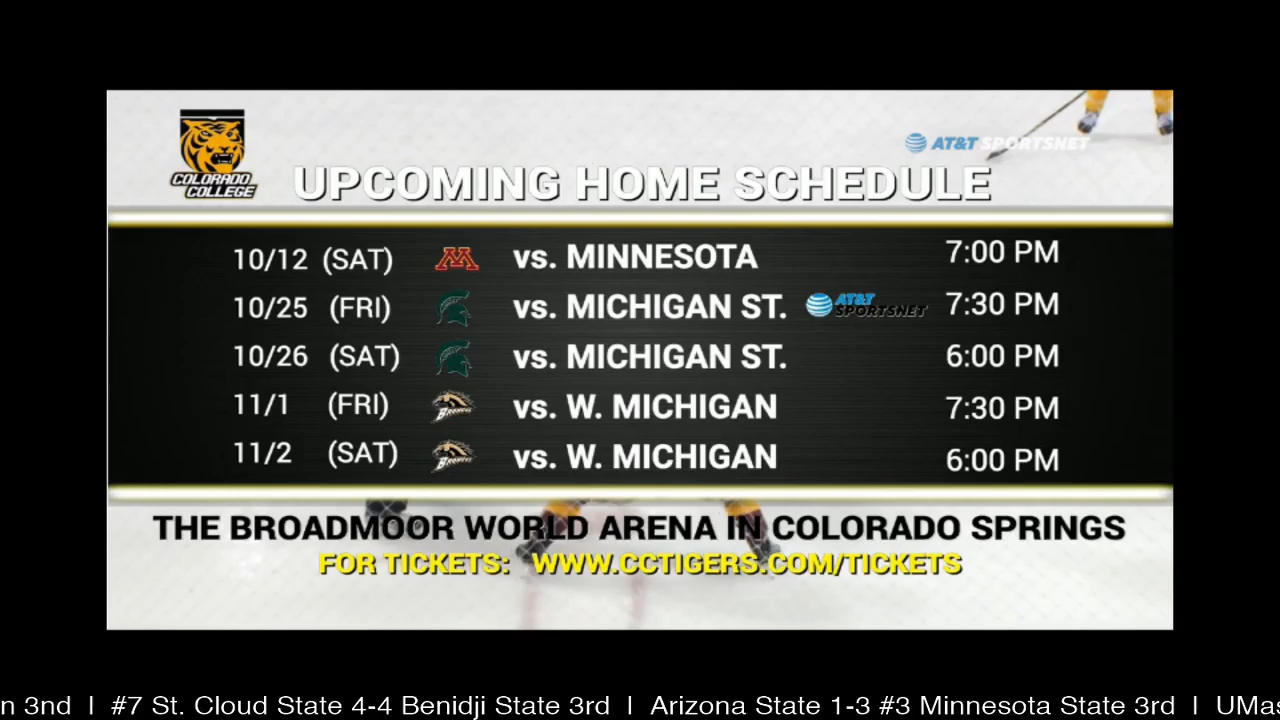 COLORADO
COLLEGE
AT&T SPORTSNET
UPCOMING HOME SCHEDULE
10/12 (SAT) M vs. MINNESOTA 7:00 PM
10/25 (FRI) vs. MICHIGAN ST. AT&T SPORTSNET 7:30 PM
10/26 (SAT) vs. MICHIGAN ST. 6:00 PM
11/1 (FRI) BRONCOS vs. W. MICHIGAN 7:30 PM
11/2 (SAT) BRONCOS vs. W. MICHIGAN 6:00 PM
THE BROADMOOR WORLD ARENA IN COLORADO SPRINGS
FOR TICKETS: WWW.CCTIGERS.COM/TICKETS
n 3nd | #7 St. Cloud State 4-4 Benidji State 3rd | Arizona State 1-3 #3 Minnesota State 3rd | UMas